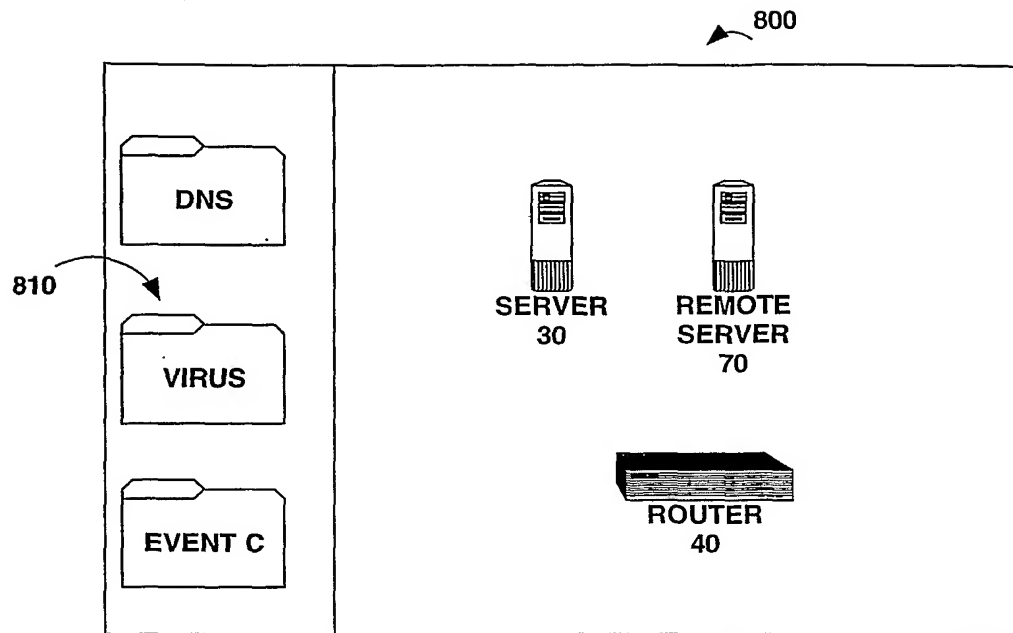 800
DNS
810
VIRUS
EVENT C
SERVER
30
REMOTE
SERVER
70
ROUTER
40